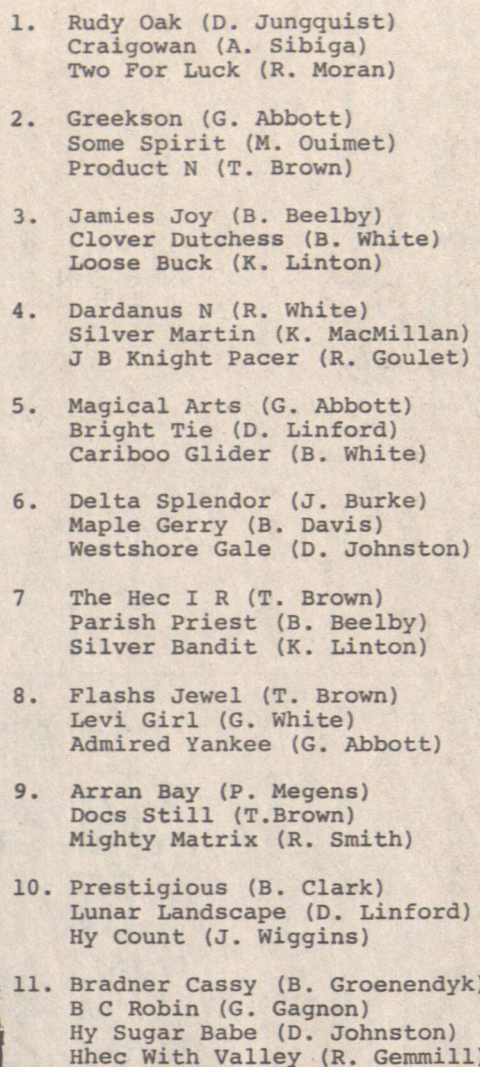 1. Rudy Oak (D. Jungquist)
Craigowan (A. Sibiga)
Two For Luck (R. Moran)
2. Greekson (G. Abbott)
Some Spirit (M. Ouimet)
Product N (T. Brown)
3. Jamies Joy (B. Beelby)
Clover Dutchess (B. White)
Loose Buck (K. Linton)
4. Dardanus N (R. White)
Silver Martin (K. MacMillan)
J B Knight Pacer (R. Goulet)
5. Magical Arts (G. Abbott)
Bright Tie (D. Linford)
Cariboo Glider (B. White)
6. Delta Splendor (J. Burke)
Maple Gerry (B. Davis)
Westshore Gale (D. Johnston)
7 The Hec I R (T. Brown)
Parish Priest (B. Beelby)
Silver Bandit (K. Linton)
8. Flashs Jewel (T. Brown)
Levi Girl (G. White)
Admired Yankee (G. Abbott)
9. Arran Bay (P. Megens)
Docs Still (T.Brown)
Mighty Matrix (R. Smith)
10. Prestigious (B. Clark)
Lunar Landscape (D. Linford)
Hy Count (J. Wiggins)
11. Bradner Cassy (B. Groenendyk)
B C Robin (G. Gagnon)
Hy Sugar Babe (D. Johnston)
Hhec With Valley (R. Gemmill)